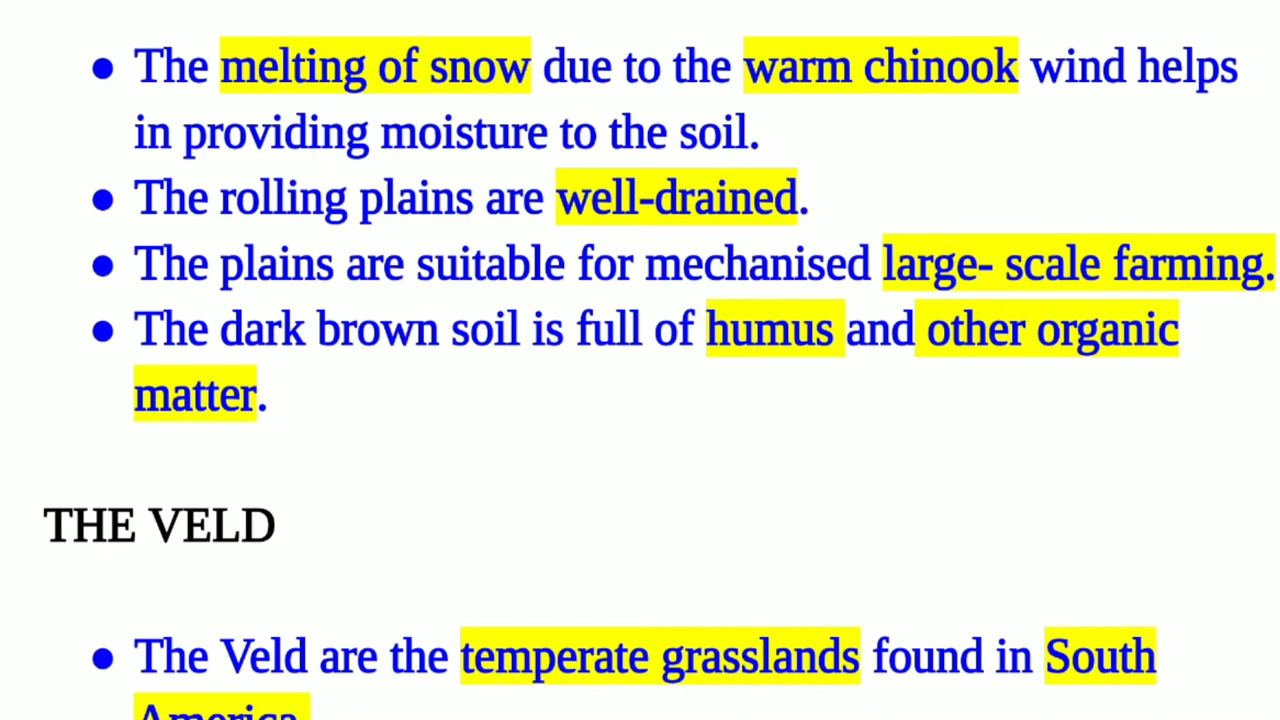 ● The melting of snow due to the warm chinook wind helps
in providing moisture to the soil.
● The rolling plains are well-drained.
● The plains are suitable for mechanised large- scale farming.
● The dark brown soil is full of humus and other organic
matter.
THE VELD
● The Veld are the temperate grasslands found in South
America.